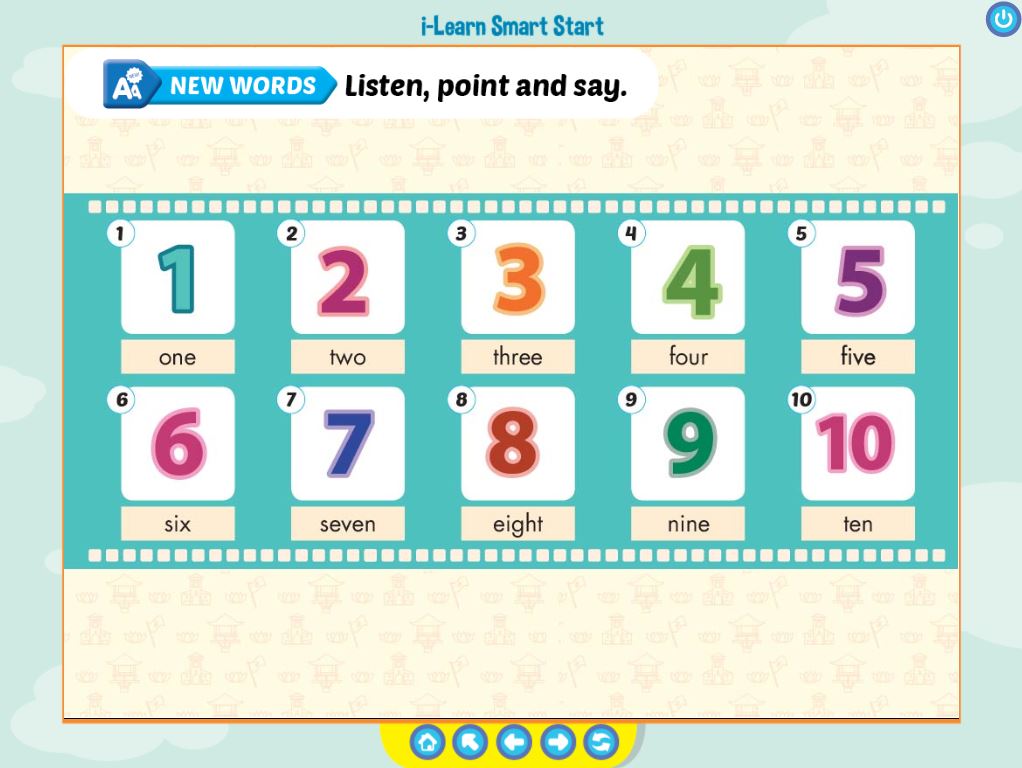 i-Learn Smart Start
NEW WORDS Listen, point and say.
1 2 3 4 5
1 2 3 4 5
one two three four five
6 7 8 9 10
6 7 8 9 10
six seven eight nine ten